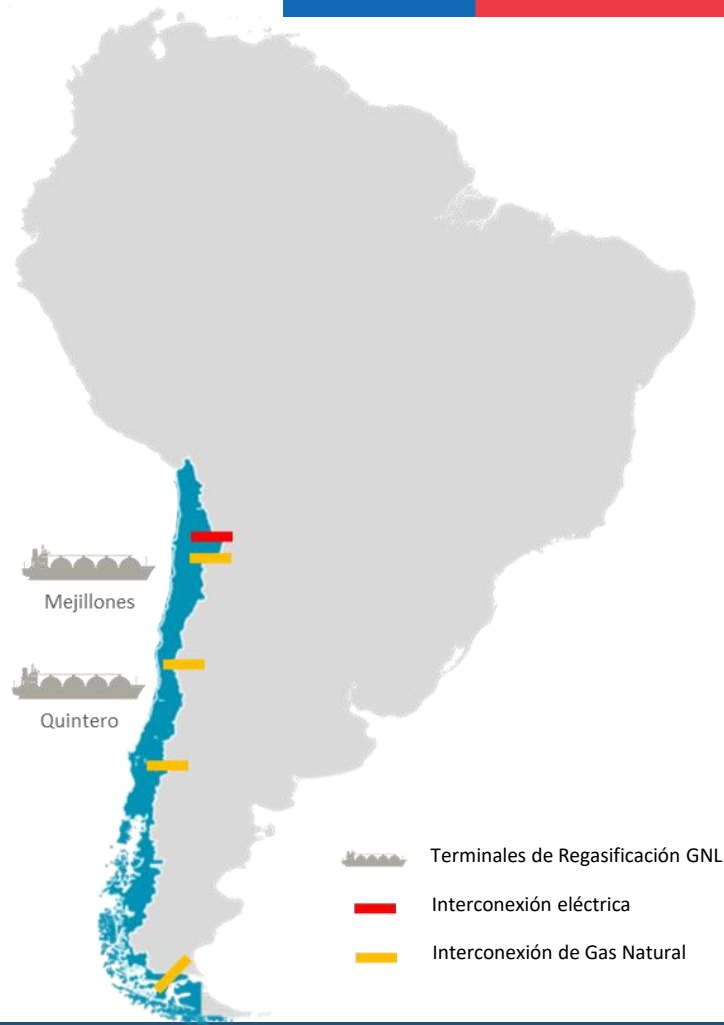 Mejillones
Quintero
Terminales de Regasificación GNL
Interconexión eléctrica
Interconexión de Gas Natural